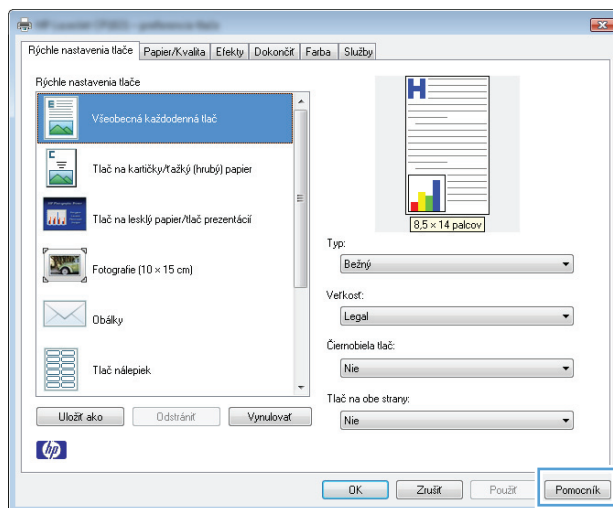 Rýchle nastavenia tlače Papier/Kvalita Efekty Dokončiť Farba Služby
Rýchle nastavenia tlače
Všeobecná každodenná tlač
Tlač na kartičky/ťažký (hrubý) papier
Tlač na lesklý papier/tlač prezentácií
Fotografie (10 × 15 cm)
Obálky
Tlač nálepiek
Uložiť ako Odstrániť Vynulovať
8,5 × 14 palcov
Typ:
Bežný
Veľkosť:
Legal
Čiernobiela tlač:
Nie
Tlač na obe strany:
Nie
hp
OK Zrušiť Použiť Pomocník